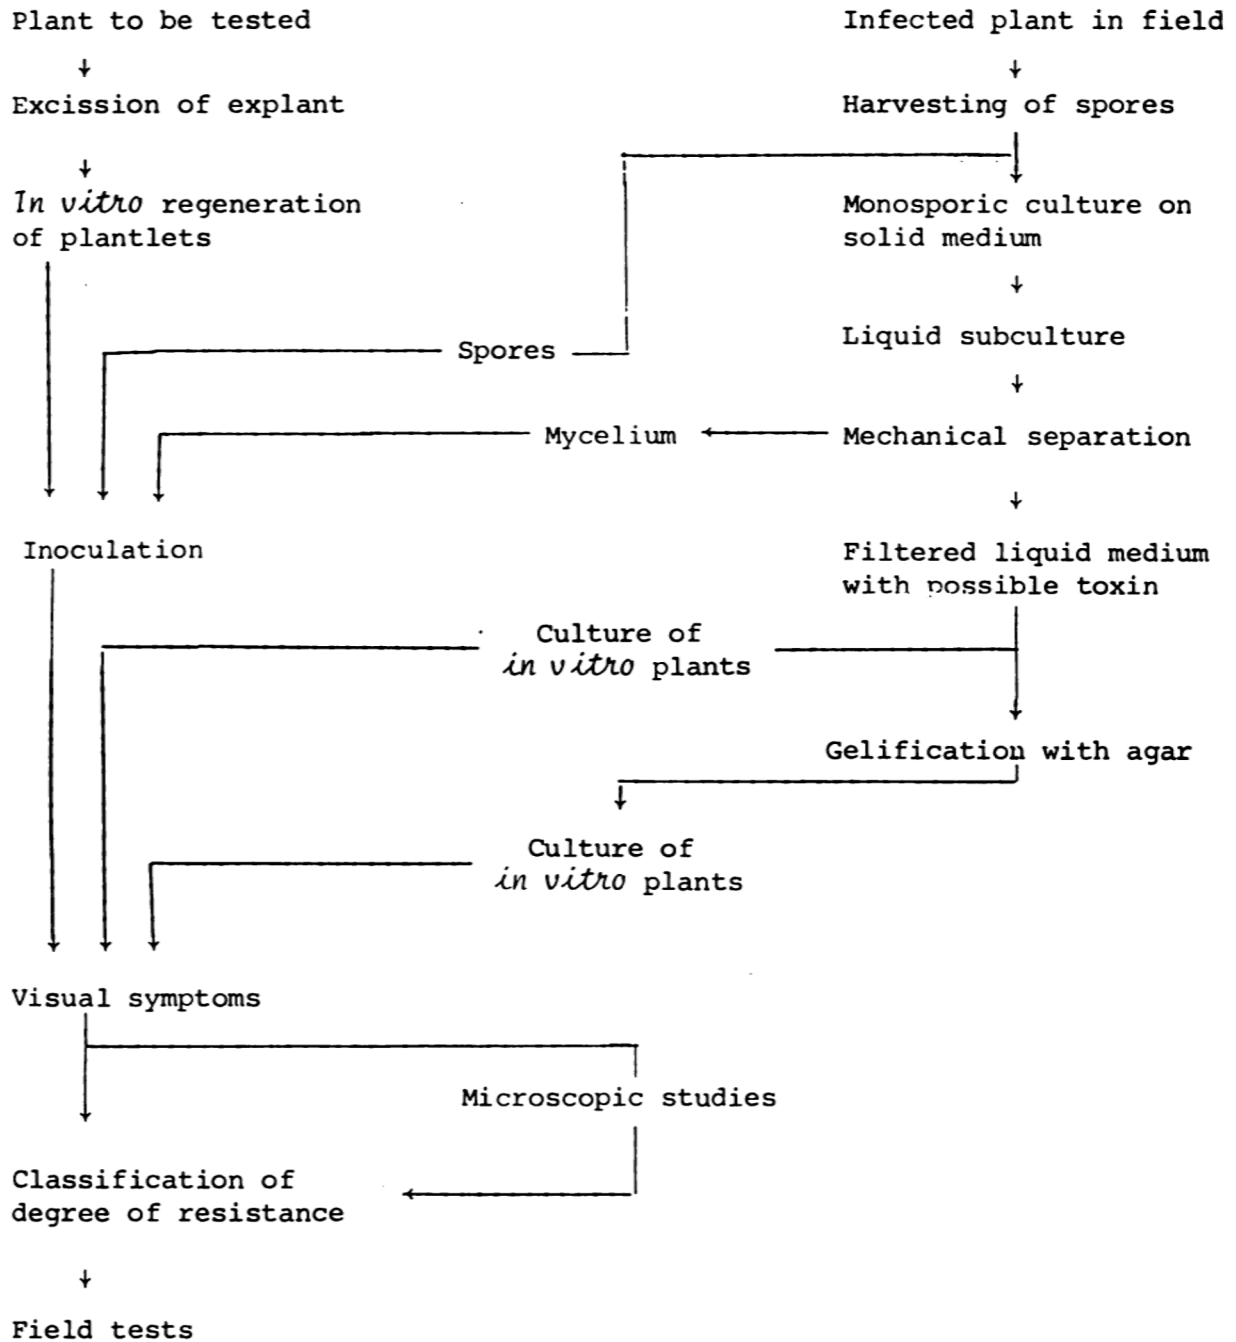 Plant to be tested
Infected plant in field
Excission of explant
Harvesting of spores
In vitro regeneration
of plantlets
Monosporic culture on
solid medium
Liquid subculture
Spores
Mycelium
Mechanical separation
Inoculation
Filtered liquid medium
with possible toxin
Culture of
in vitro plants
Gelification with agar
Culture of
in vitro plants
Visual symptoms
Microscopic studies
Classification of
degree of resistance
Field tests